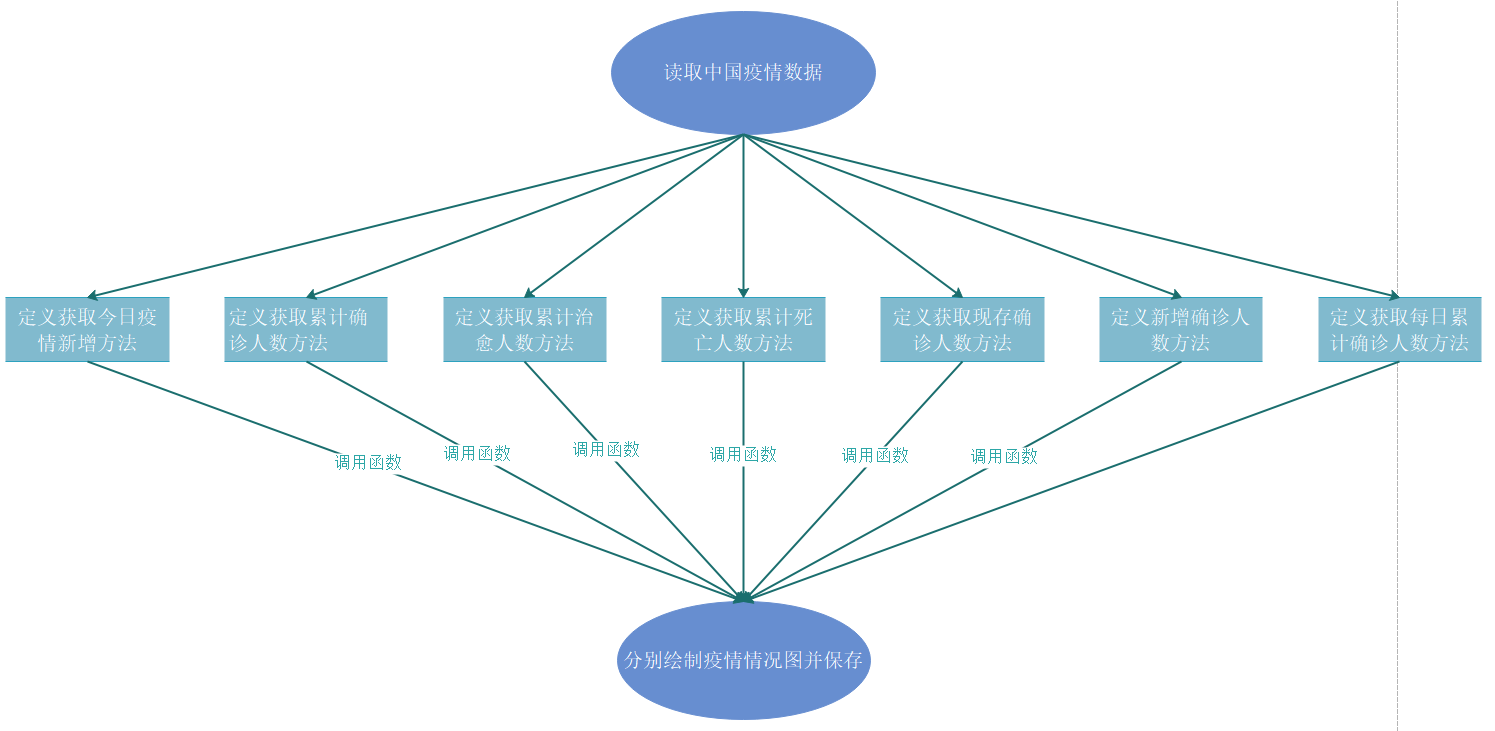 读取中国疫情数据
定义获取今日疫
情新增方法
定义获取累计确
诊人数方法
定义获取累计治
愈人数方法
定义获取累计死
亡人数方法
定义获取现存确
诊人数方法
定义新增确诊人
数方法
定义获取每日累
计确诊人数方法
调用函数
调用函数
调用函数
调用函数
调用函数
调用函数
分别绘制疫情情况图并保存